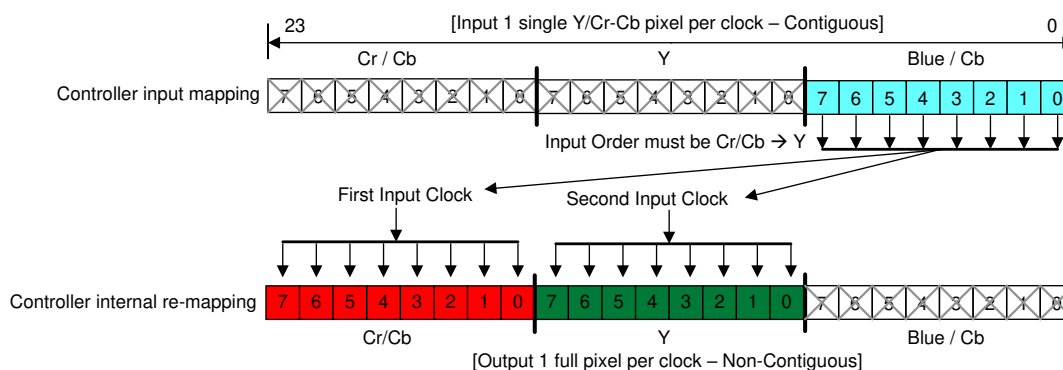 [Input 1 single Y/Cr-Cb pixel per clock – Contiguous]
23 0
Cr / Cb Y Blue / Cb
Controller input mapping 7 6 5 4 3 2 1 0 7 6 5 4 3 2 1 0 7 6 5 4 3 2 1 0
Input Order must be Cr/Cb → Y
First Input Clock Second Input Clock
Controller internal re-mapping 7 6 5 4 3 2 1 0 7 6 5 4 3 2 1 0 7 6 5 4 3 2 1 0
Cr/Cb Y Blue / Cb
[Output 1 full pixel per clock – Non-Contiguous]